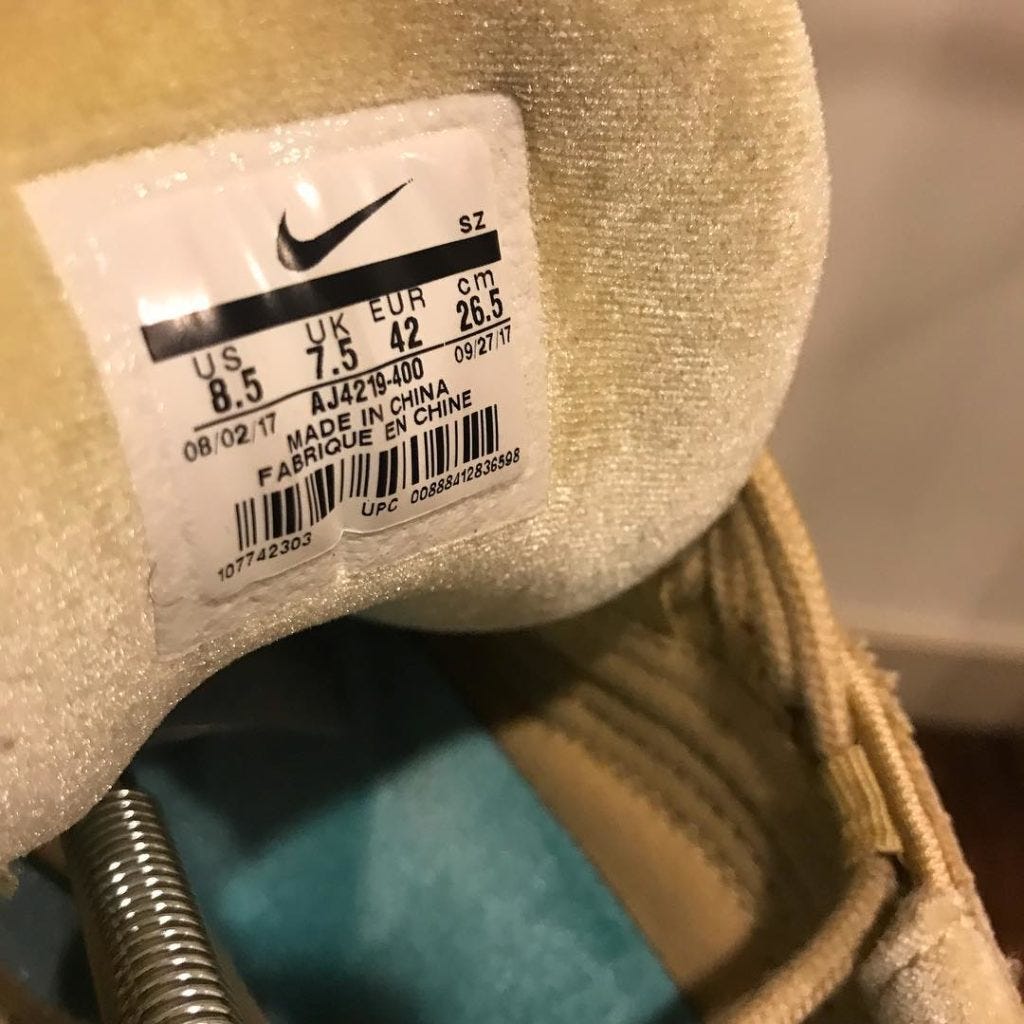 SZ
US UK EUR cm
8.5 7.5 42 26.5
08/02/17 AJ4219-400 09/27/17
MADE IN CHINA
FABRIQUE EN CHINE
107742303 UPC 00888412836598